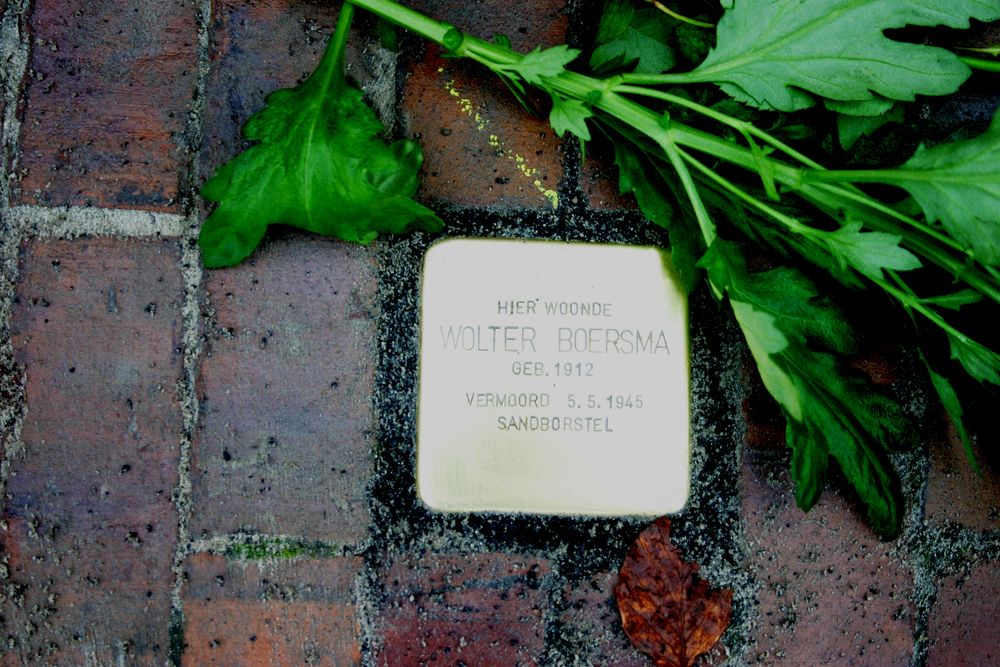 HIER WOONDE
WOLTER BOERSMA
GEB. 1912
VERMOORD 5.5.1945
SANDBORSTEL